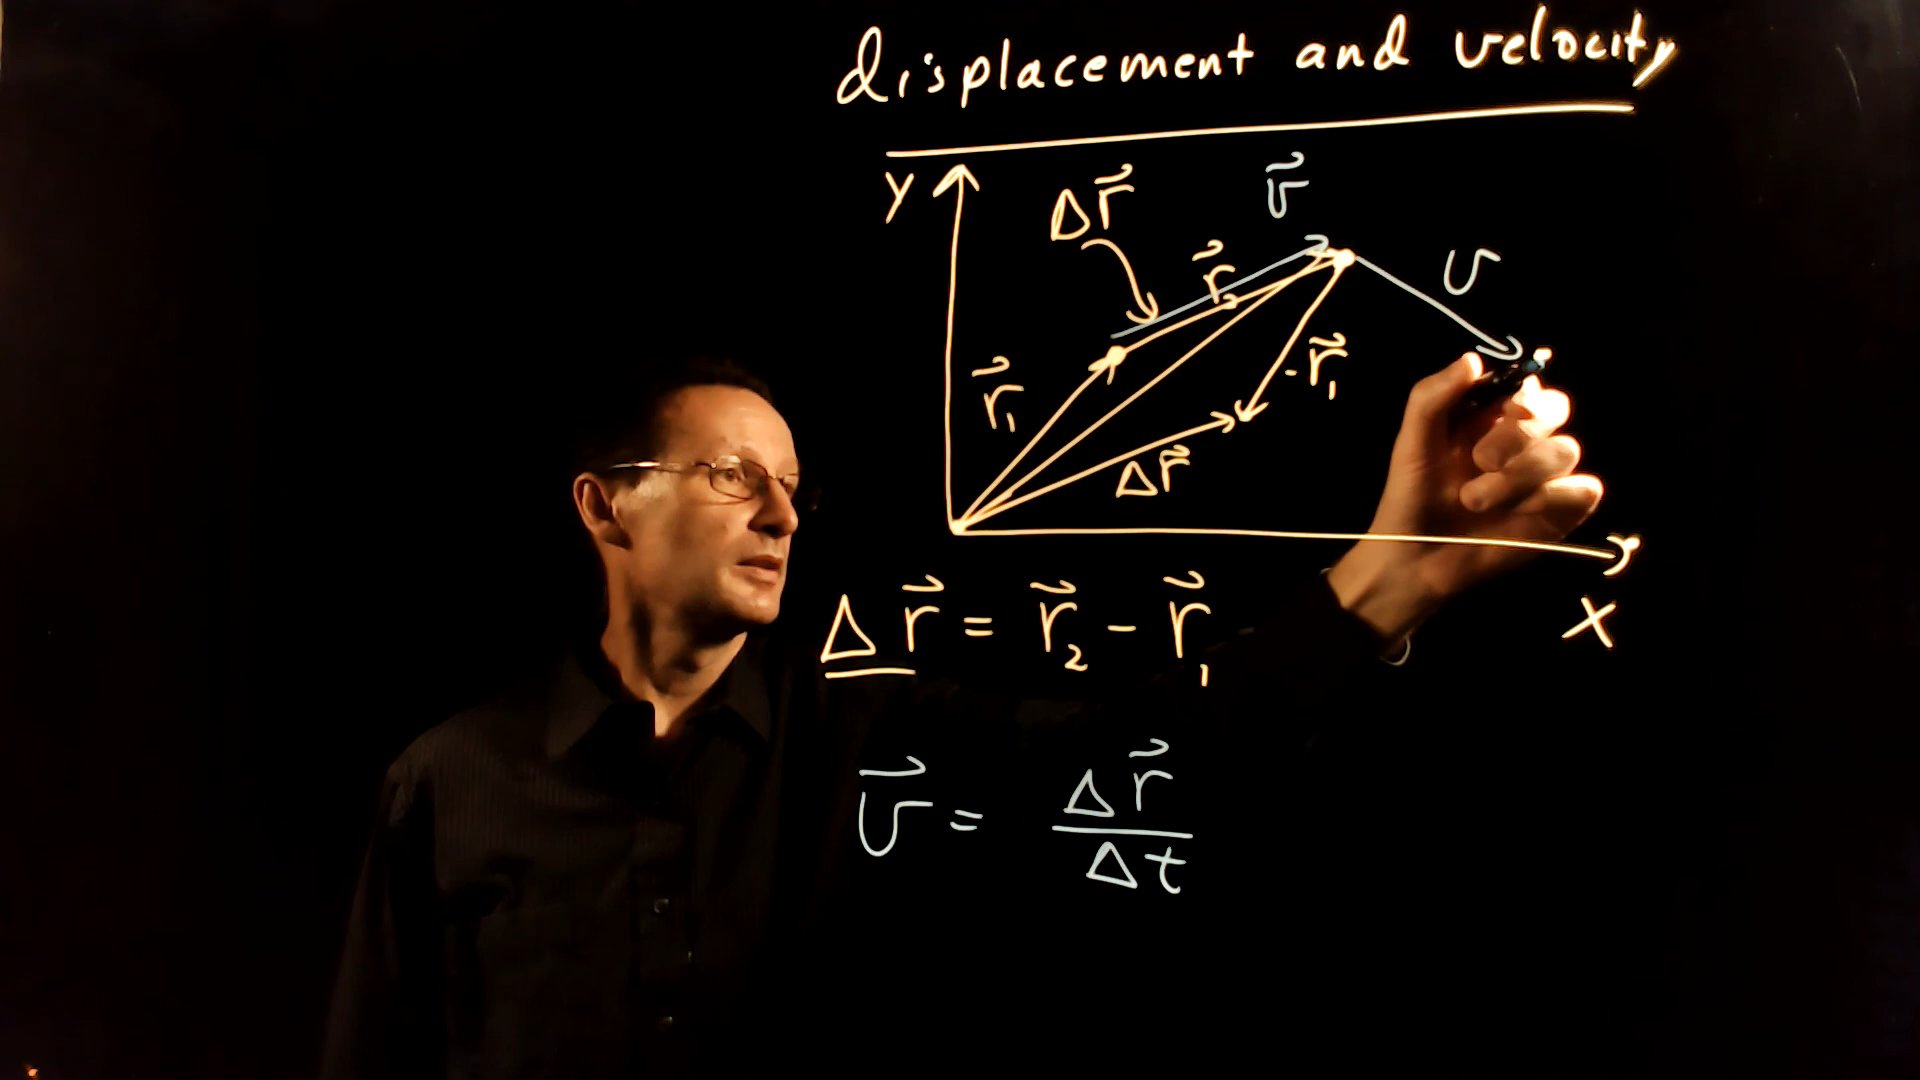 displacement and velocity
y
Δr⃗
v⃗
r⃗₂
v
r⃗₁
-r⃗₁
Δr⃗
x
Δr⃗ = r⃗₂ - r⃗₁
v⃗ = Δr⃗ / Δt